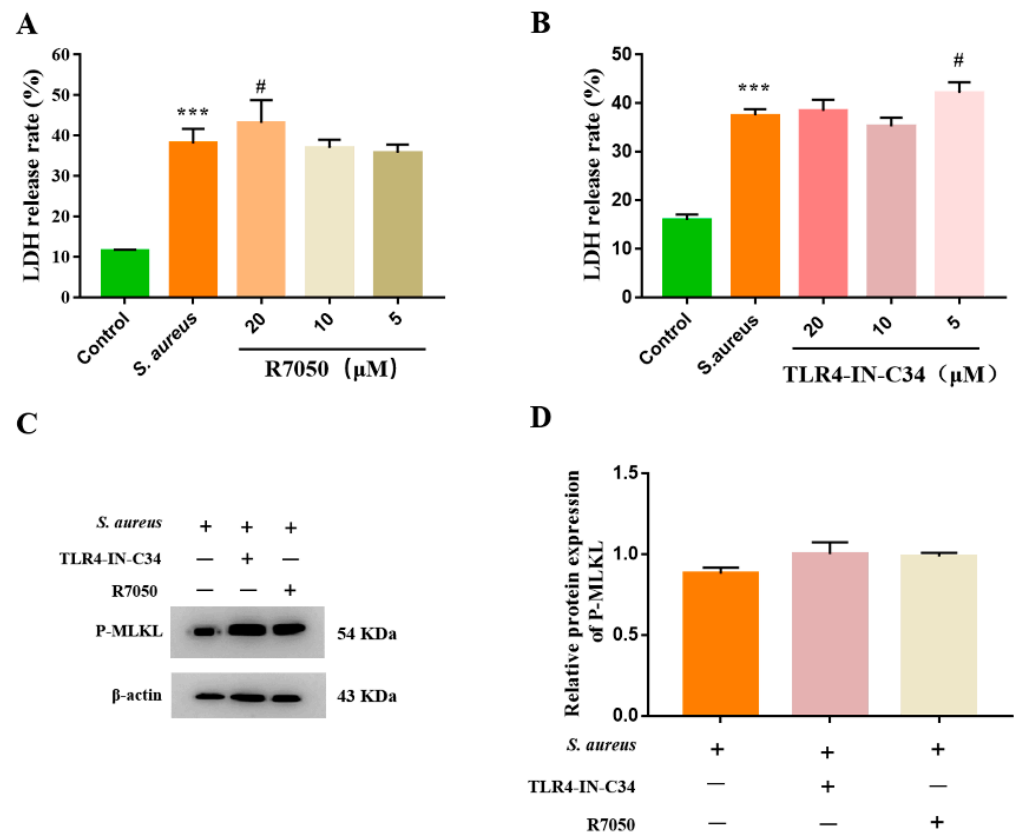 A
LDH release rate (%)
60
50
40
30
20
10
0
***
#
Control
S. aureus
20
10
5
R7050 (μM)
B
LDH release rate (%)
50
40
30
20
10
0
***
#
Control
S.aureus
20
10
5
TLR4-IN-C34 (μM)
C
S. aureus + + +
TLR4-IN-C34 — + —
R7050 — — +
P-MLKL 54 KDa
β-actin 43 KDa
D
Relative protein expression
of P-MLKL
1.5
1.0
0.5
0.0
S. aureus + + +
TLR4-IN-C34 — + —
R7050 — — +